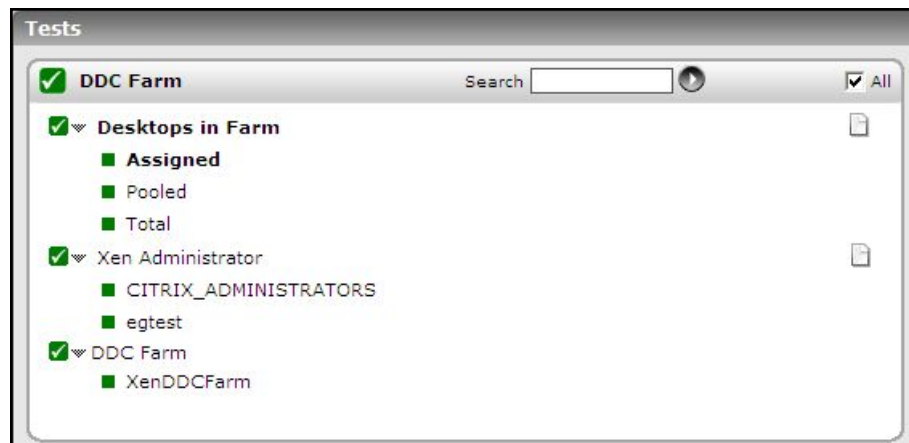 Tests
DDC Farm Search All
Desktops in Farm
Assigned
Pooled
Total
Xen Administrator
CITRIX_ADMINISTRATORS
egtest
DDC Farm
XenDDCFarm